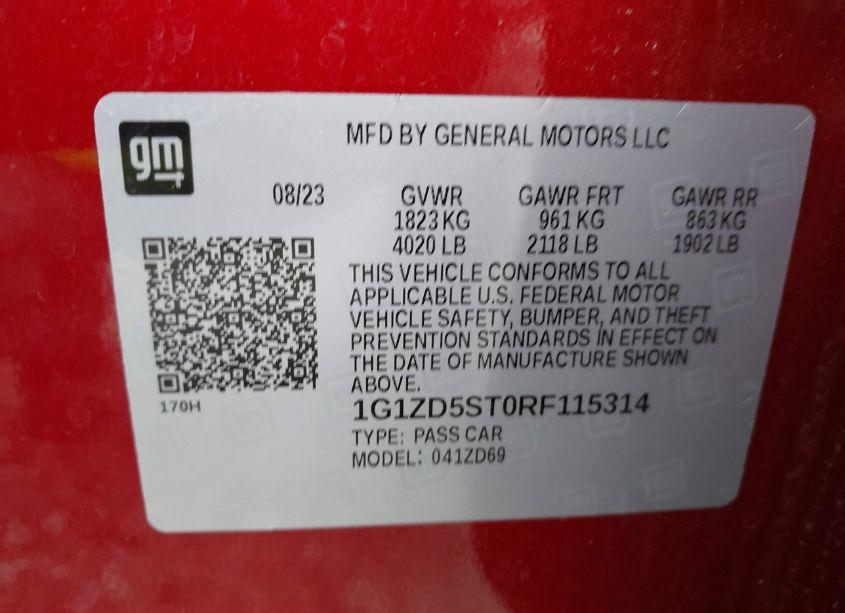 gm
MFD BY GENERAL MOTORS LLC
08/23 GVWR GAWR FRT GAWR RR
1823 KG 961 KG 863 KG
4020 LB 2118 LB 1902 LB
THIS VEHICLE CONFORMS TO ALL
APPLICABLE U.S. FEDERAL MOTOR
VEHICLE SAFETY, BUMPER, AND THEFT
PREVENTION STANDARDS IN EFFECT ON
THE DATE OF MANUFACTURE SHOWN
ABOVE.
170H
1G1ZD5ST0RF115314
TYPE: PASS CAR
MODEL: 041ZD69